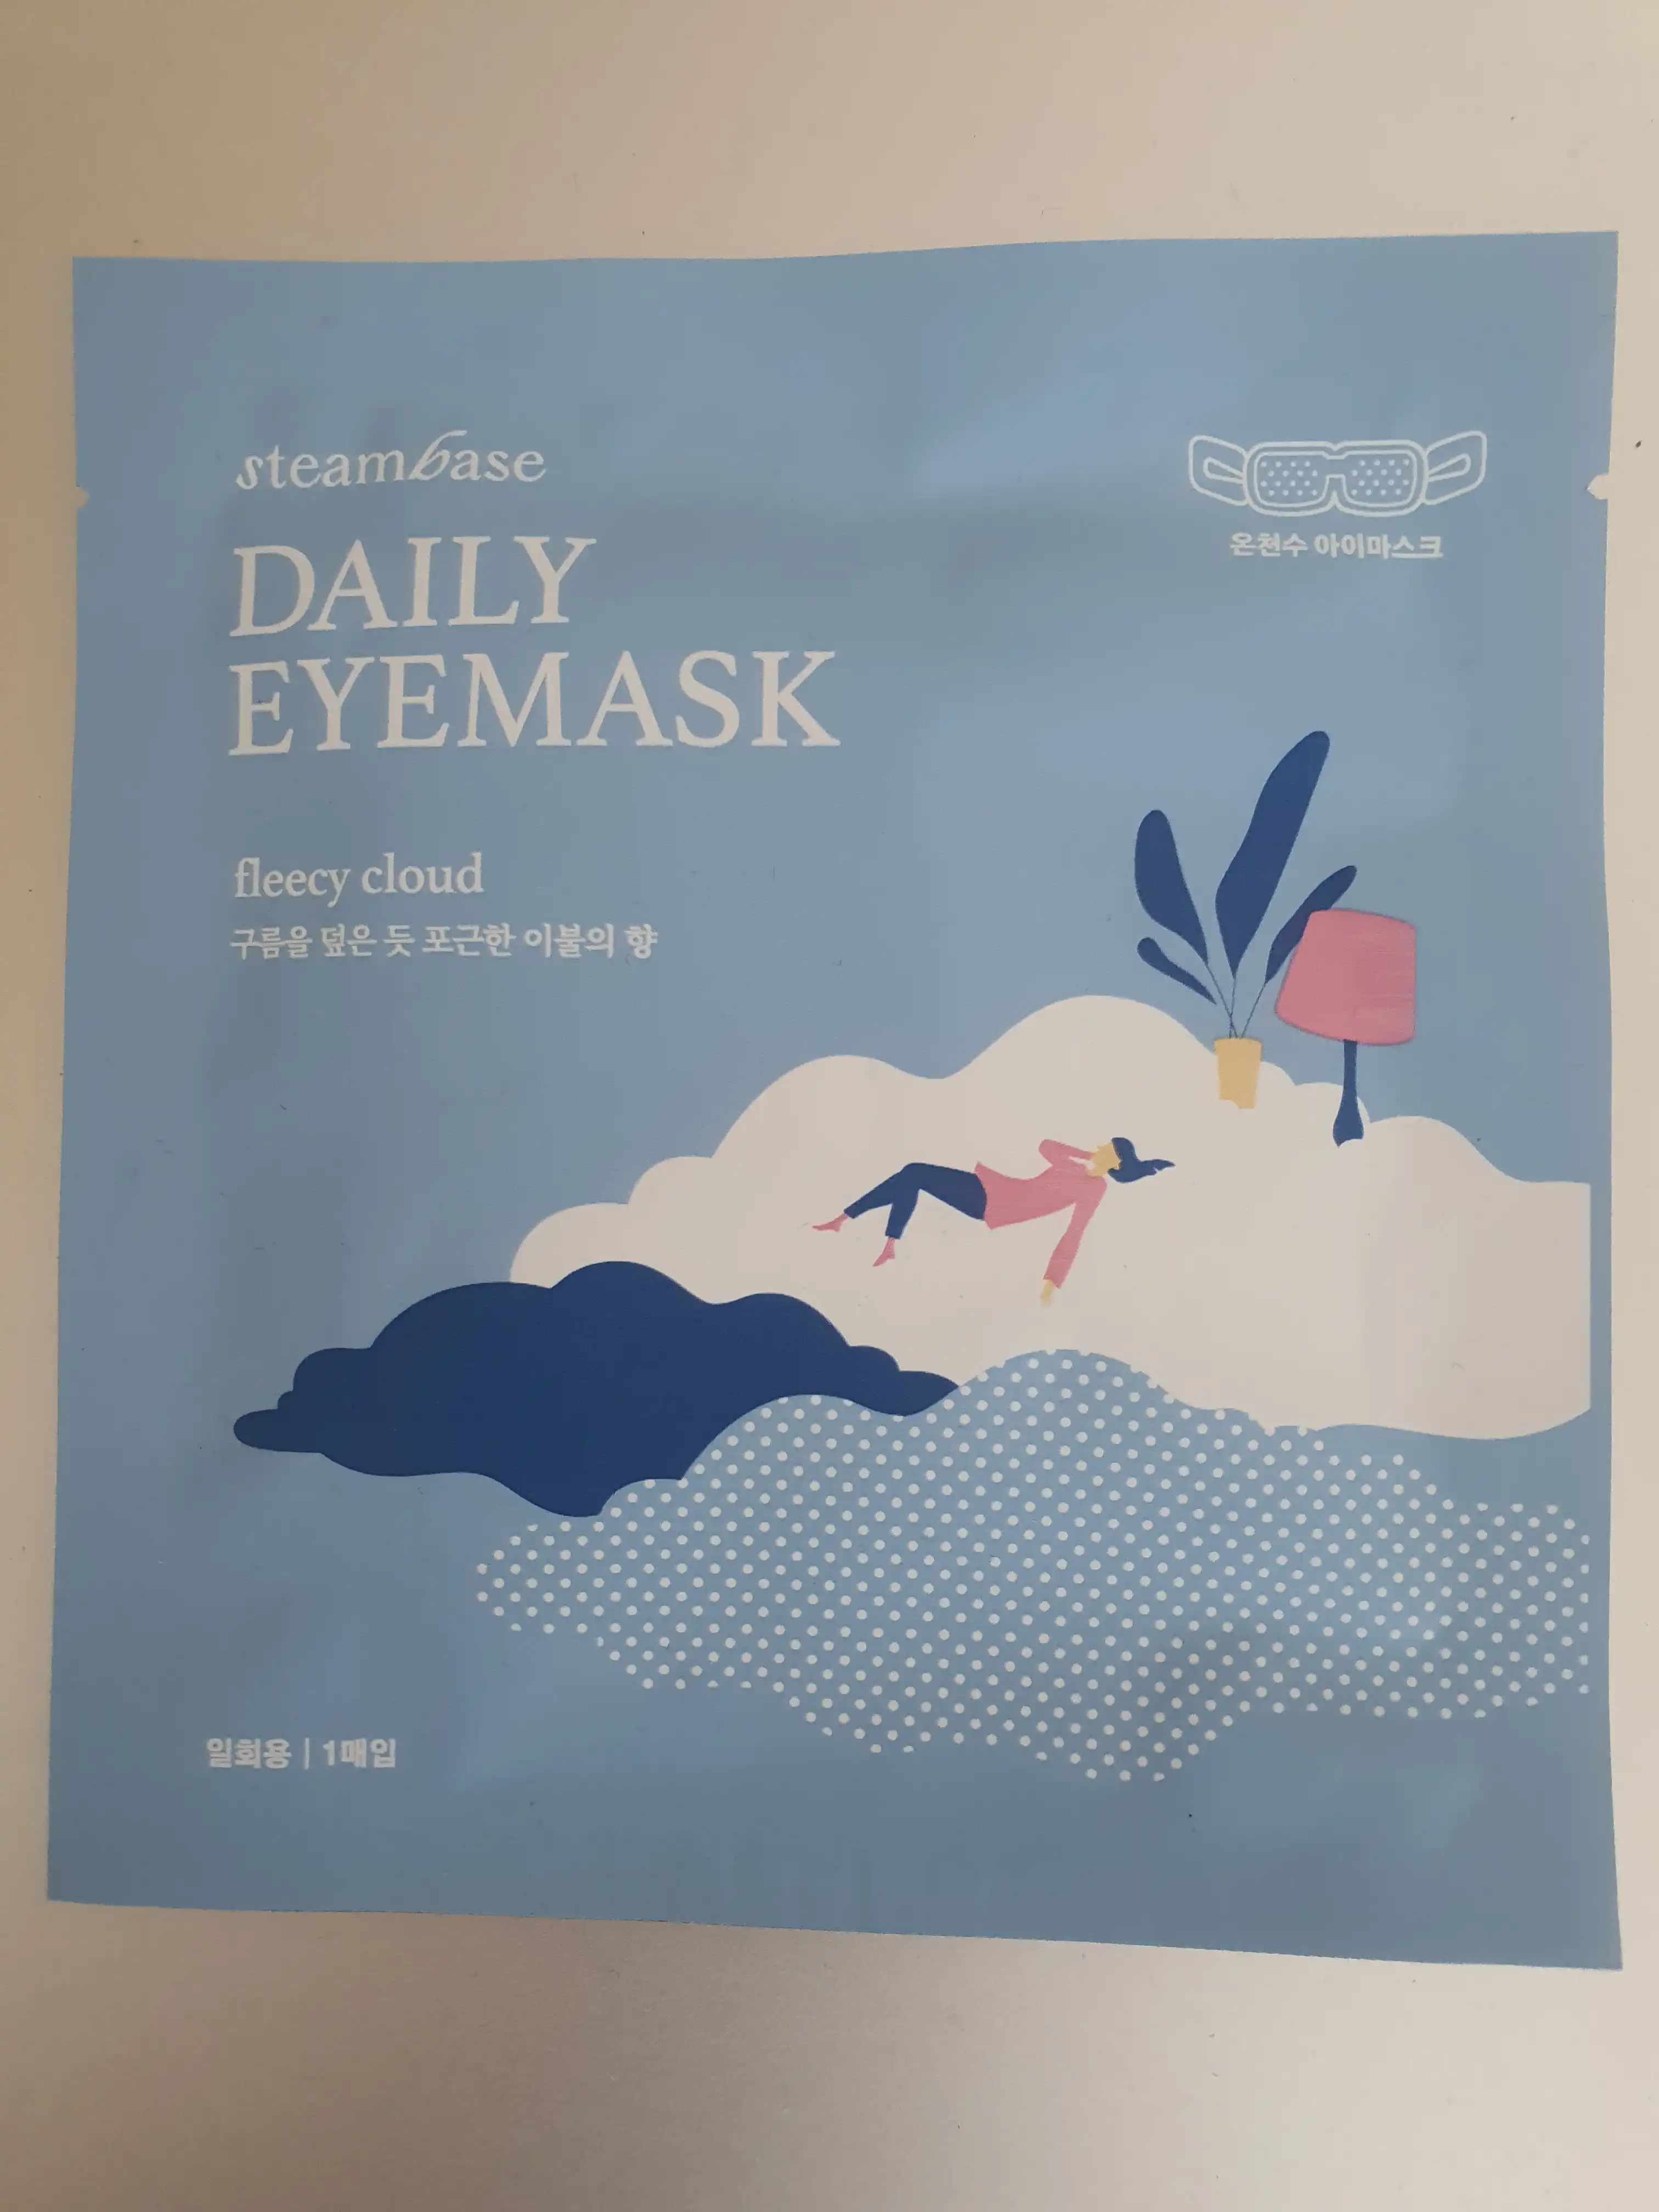 steambase
온천수 아이마스크
DAILY
EYEMASK
fleecy cloud
구름을 덮은 듯 포근한 이불의 향
일회용 | 1매입